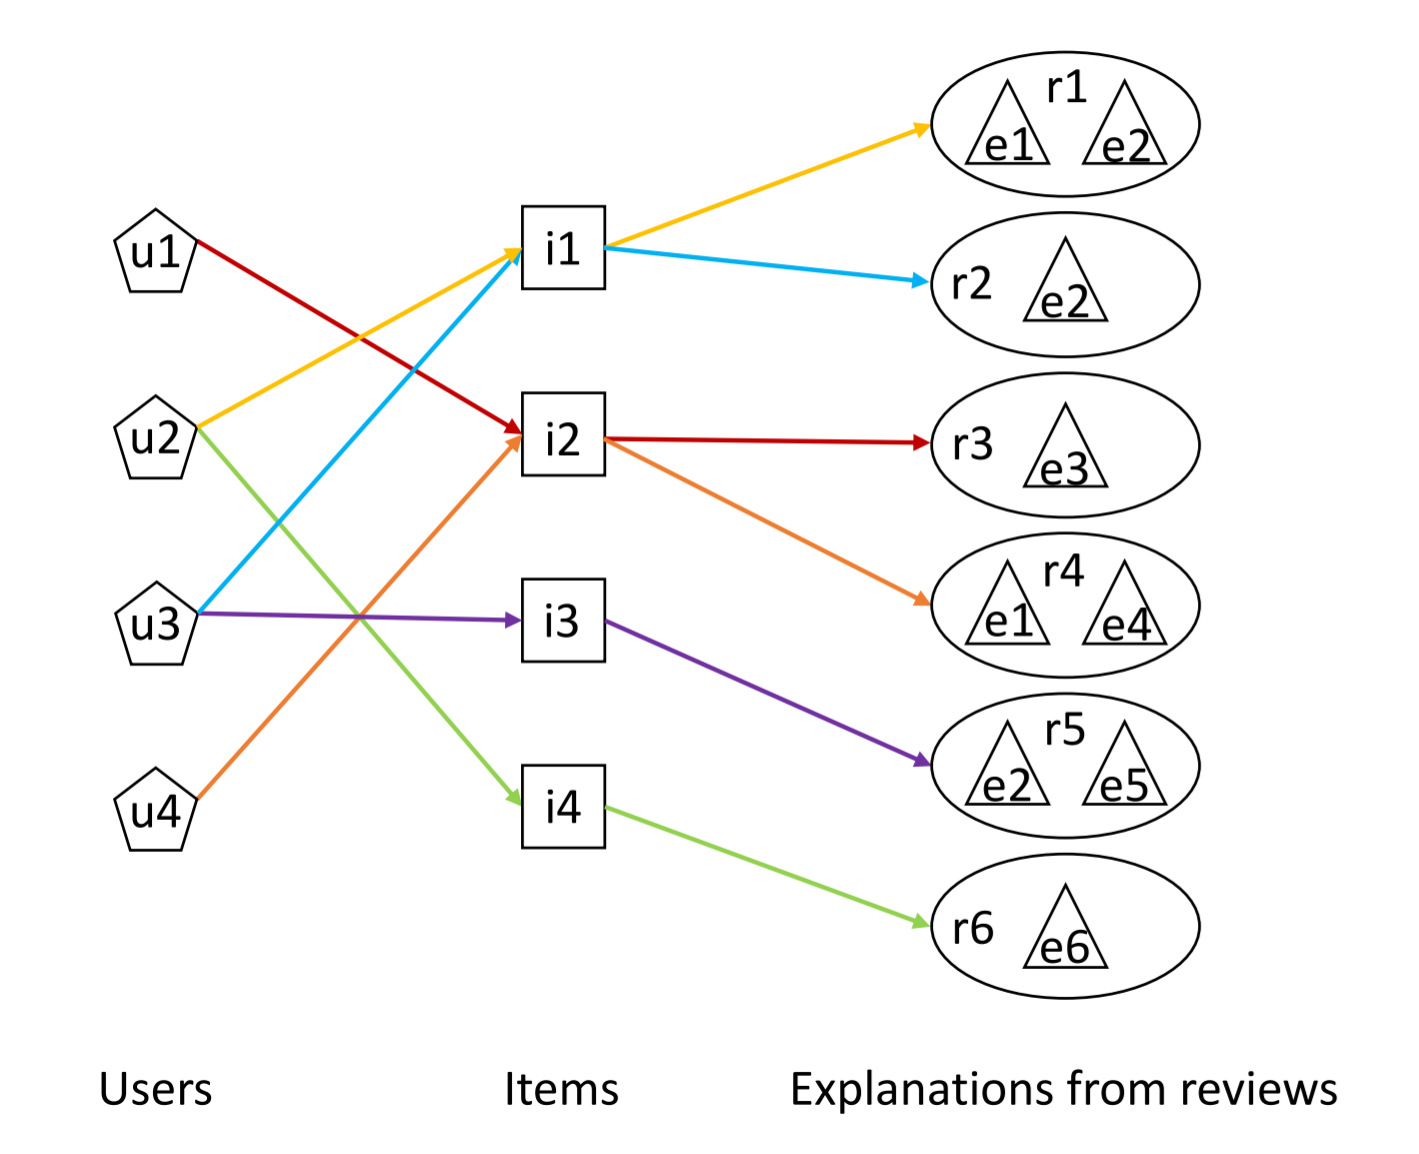 r1
e1 e2
u1
i1
r2 e2
u2
i2
r3 e3
u3
i3
r4
e1 e4
u4
i4
r5
e2 e5
r6 e6
Users Items Explanations from reviews